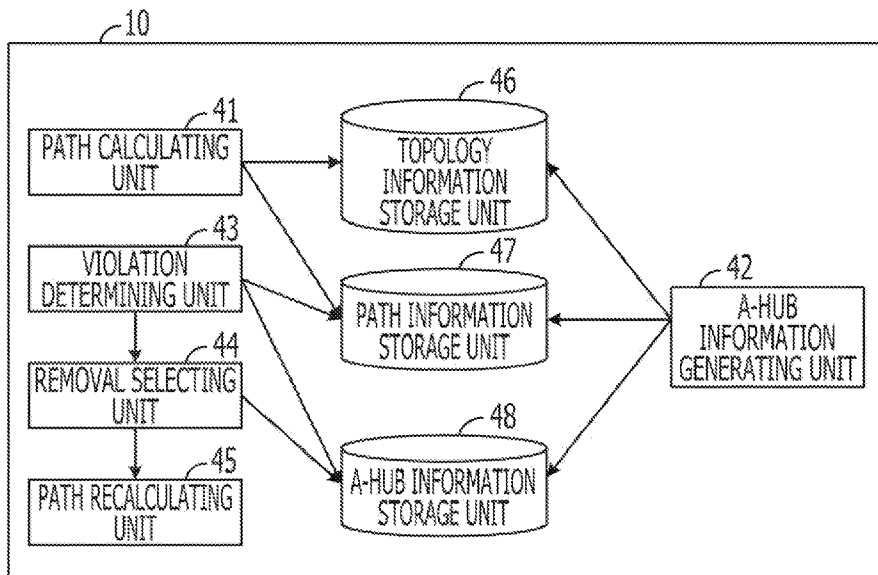 10
41
PATH CALCULATING
UNIT
43
VIOLATION
DETERMINING UNIT
44
REMOVAL SELECTING
UNIT
45
PATH RECALCULATING
UNIT
46
TOPOLOGY
INFORMATION
STORAGE UNIT
47
PATH INFORMATION
STORAGE UNIT
48
A-HUB INFORMATION
STORAGE UNIT
42
A-HUB
INFORMATION
GENERATING UNIT